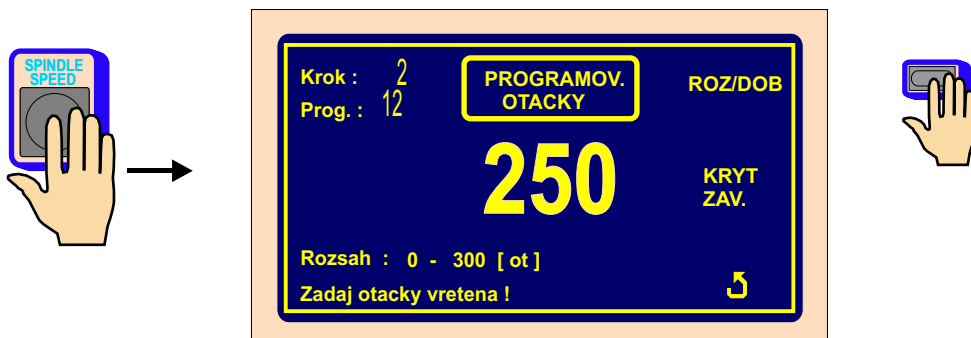 SPINDLE
SPEED
Krok : 2
Prog. : 12
PROGRAMOV.
OTACKY
ROZ/DOB
250
KRYT
ZAV.
Rozsah : 0 - 300 [ ot ]
Zadaj otacky vretena !